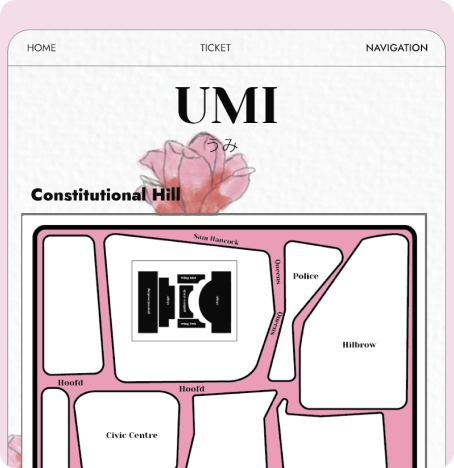 HOME
TICKET
NAVIGATION
UMI
うみ
Constitutional Hill
Sam Hancock
Queens
Police
Queens
Hilbrow
Hoofd
Hoofd
Civic Centre